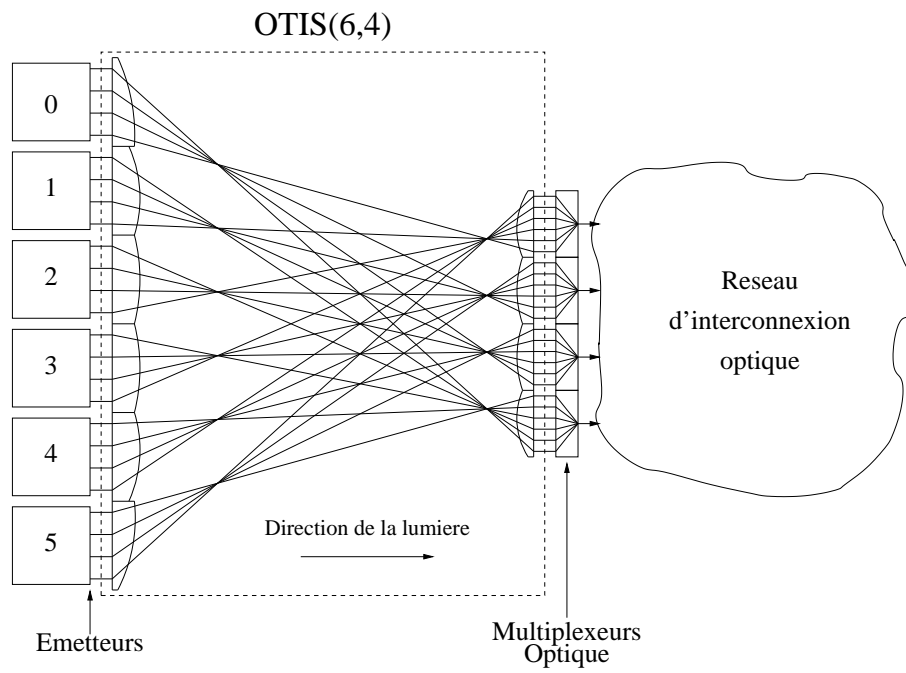 OTIS(6,4)
0
1
2
3
4
5
Reseau
d'interconnexion
optique
Direction de la lumiere
Emetteurs
Multiplexeurs
Optique